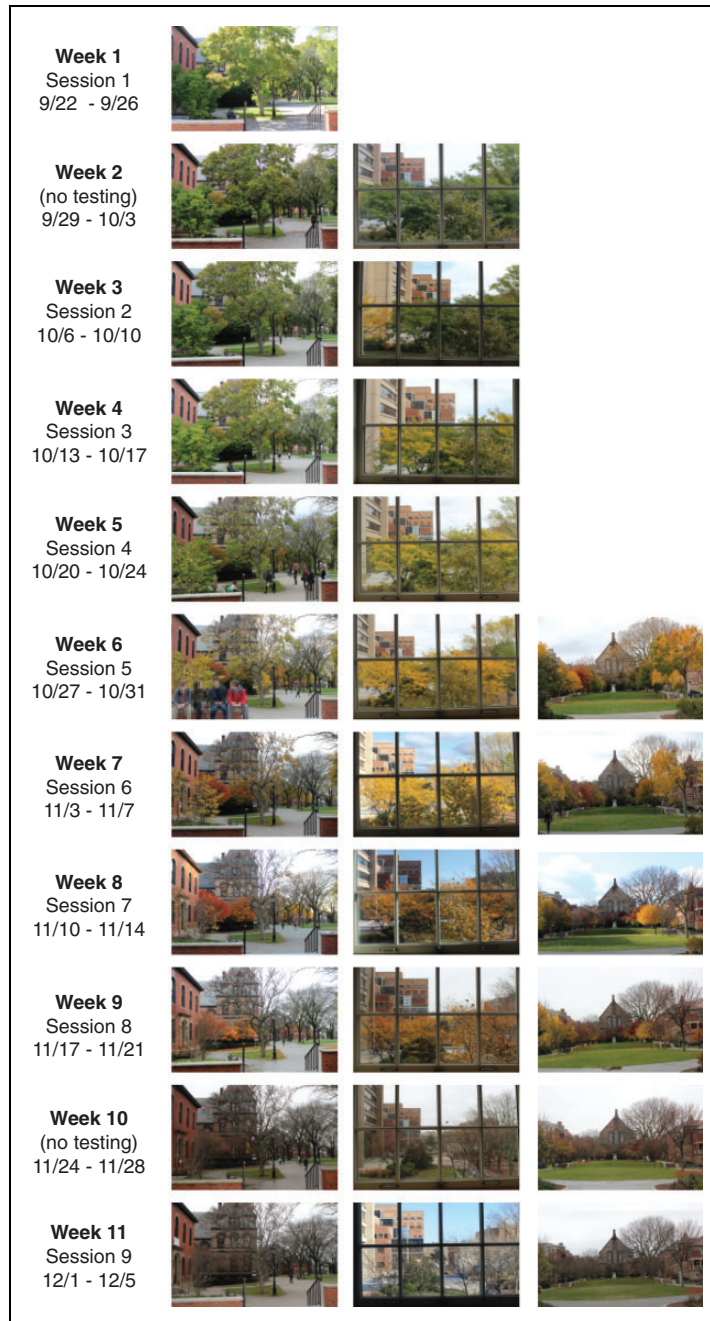 Week 1
Session 1
9/22 - 9/26
Week 2
(no testing)
9/29 - 10/3
Week 3
Session 2
10/6 - 10/10
Week 4
Session 3
10/13 - 10/17
Week 5
Session 4
10/20 - 10/24
Week 6
Session 5
10/27 - 10/31
Week 7
Session 6
11/3 - 11/7
Week 8
Session 7
11/10 - 11/14
Week 9
Session 8
11/17 - 11/21
Week 10
(no testing)
11/24 - 11/28
Week 11
Session 9
12/1 - 12/5